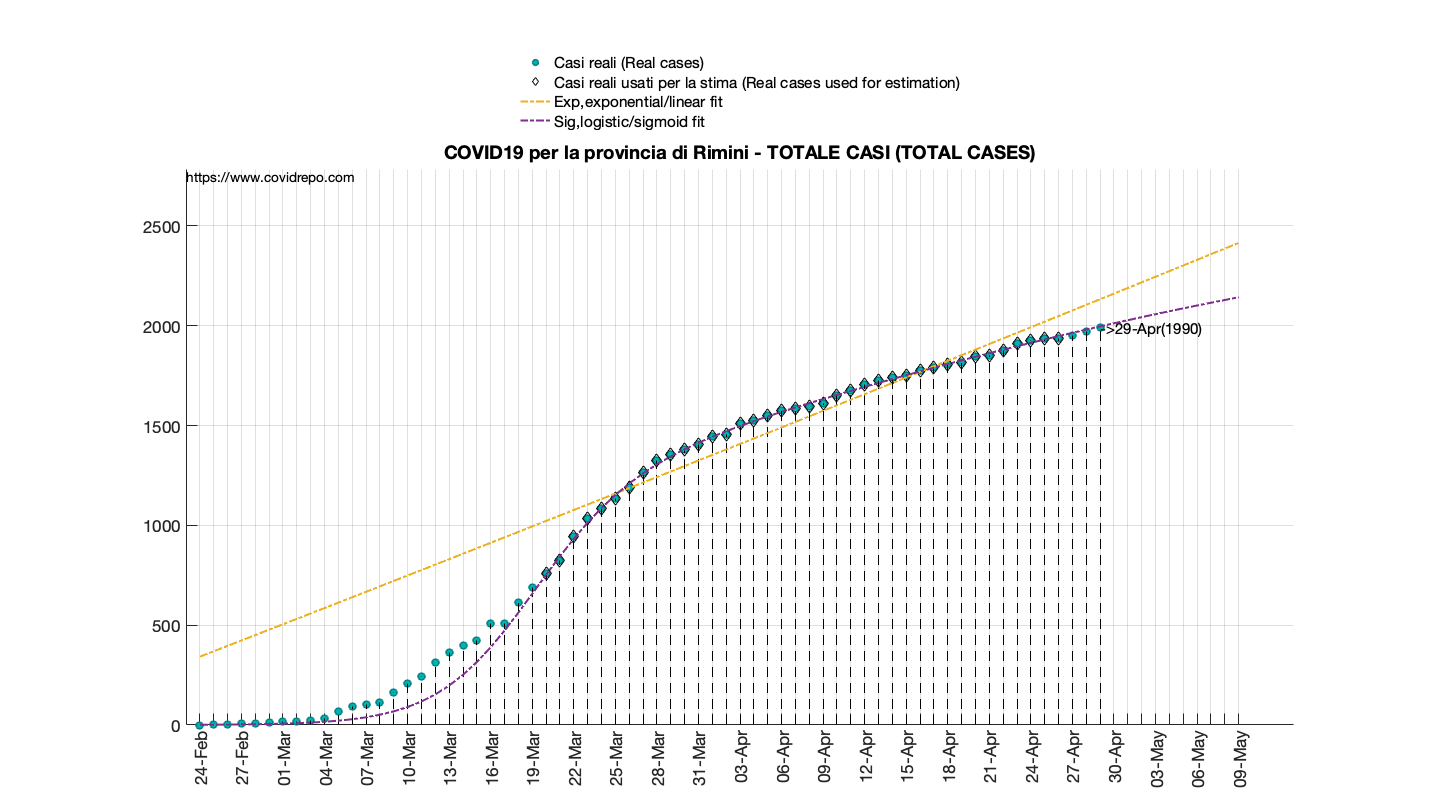 Casi reali (Real cases)
Casi reali usati per la stima (Real cases used for estimation)
Exp,exponential/linear fit
Sig,logistic/sigmoid fit
COVID19 per la provincia di Rimini - TOTALE CASI (TOTAL CASES)
https://www.covidrepo.com
2500
2000
1500
1000
500
0
>29-Apr(1990)
24-Feb
27-Feb
01-Mar
04-Mar
07-Mar
10-Mar
13-Mar
16-Mar
19-Mar
22-Mar
25-Mar
28-Mar
31-Mar
03-Apr
06-Apr
09-Apr
12-Apr
15-Apr
18-Apr
21-Apr
24-Apr
27-Apr
30-Apr
03-May
06-May
09-May